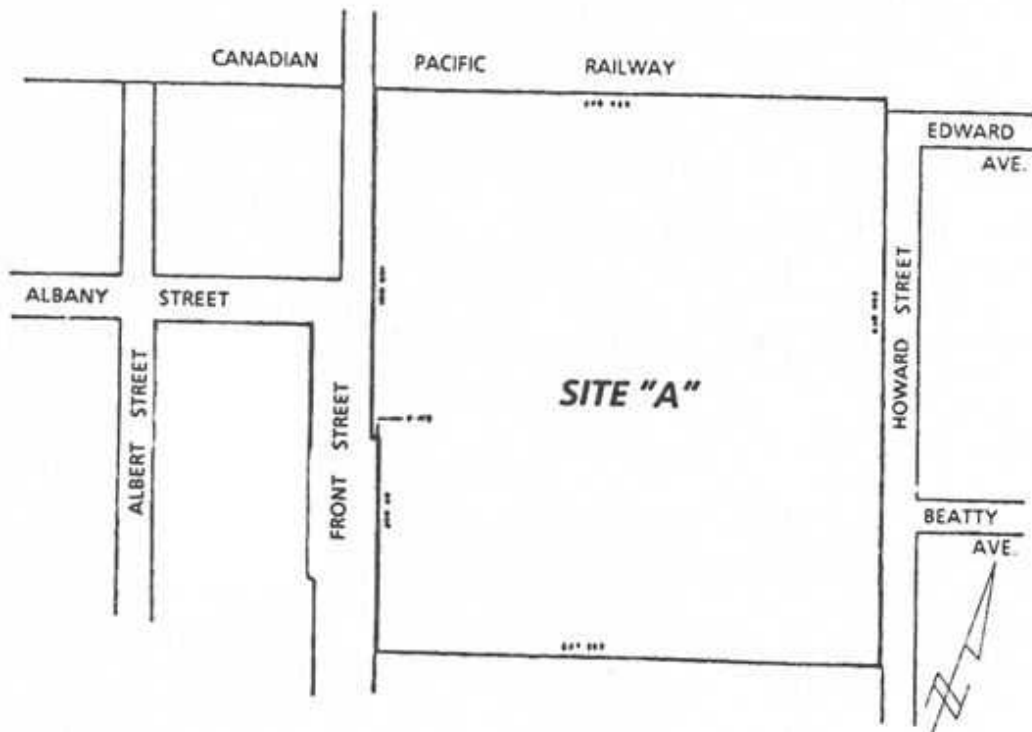 CANADIAN PACIFIC RAILWAY
EDWARD
AVE.
ALBANY STREET
ALBERT STREET
FRONT STREET
SITE "A"
HOWARD STREET
BEATTY
AVE.